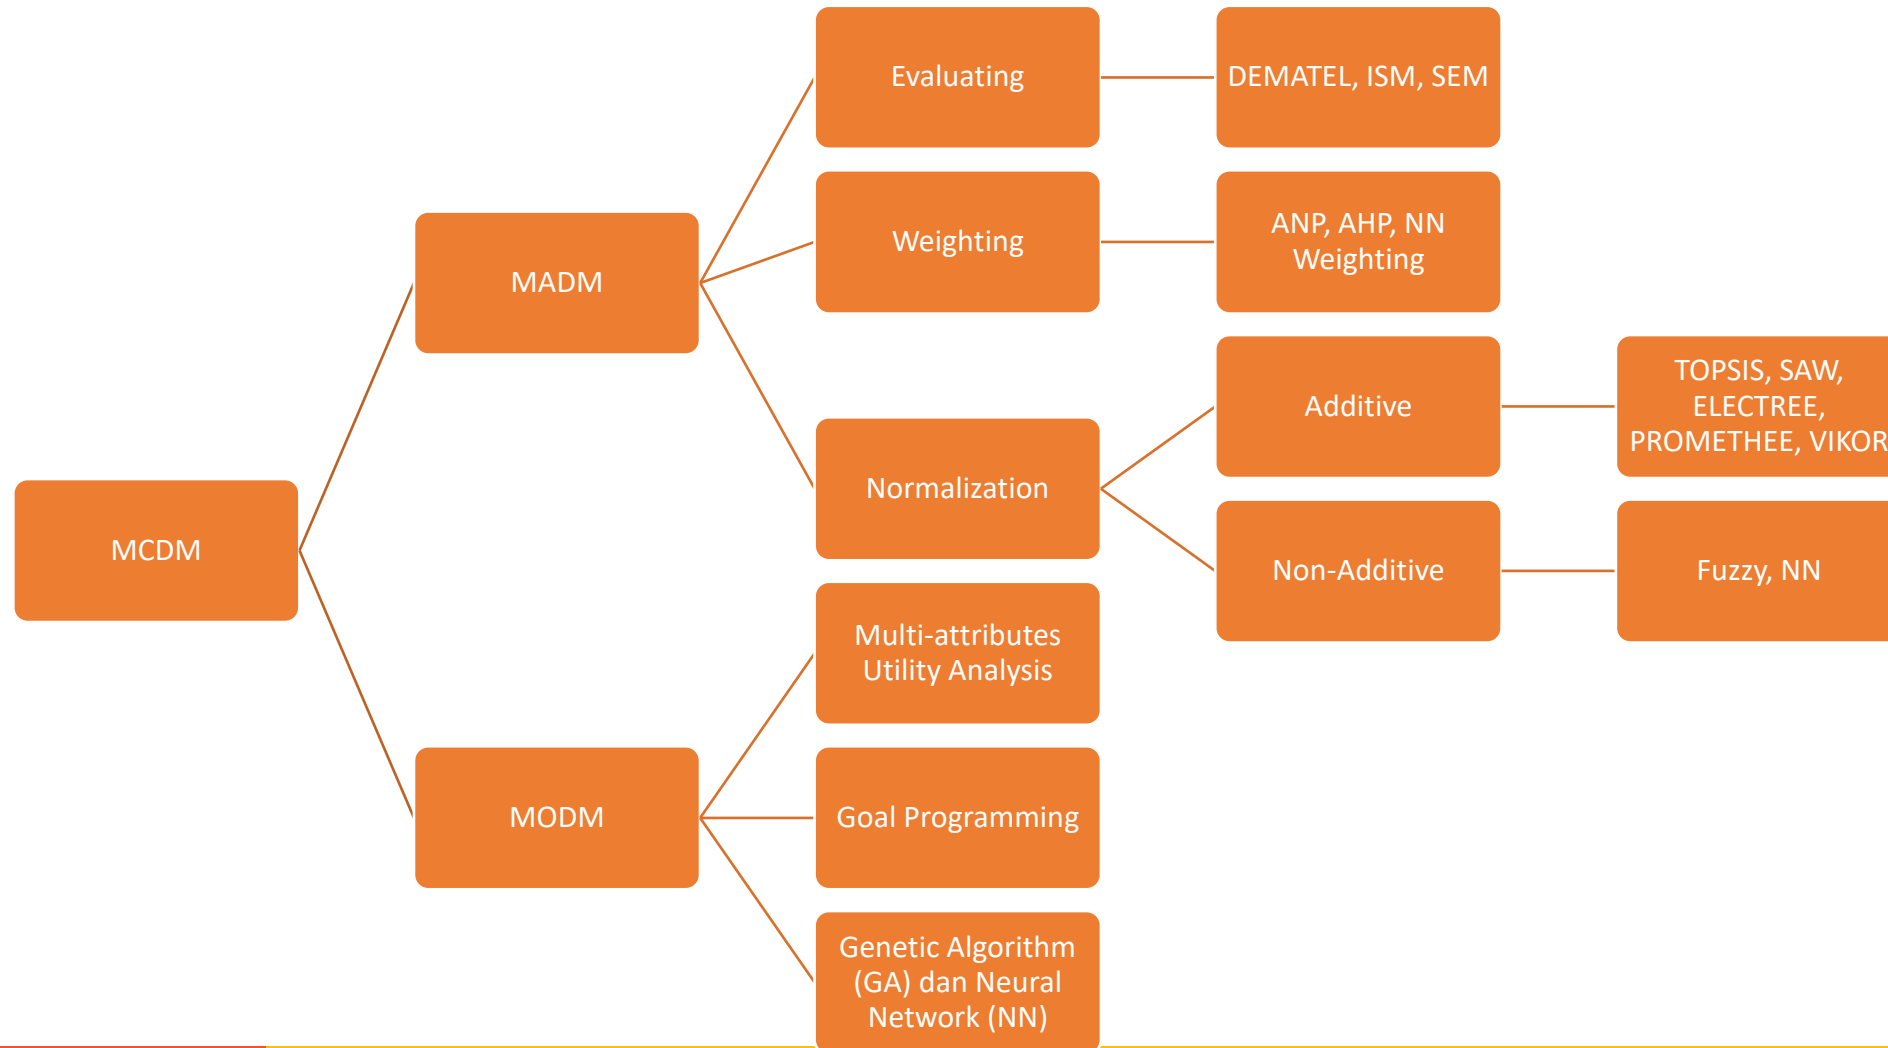 MCDM
MADM
Evaluating
DEMATEL, ISM, SEM
Weighting
ANP, AHP, NN
Weighting
Normalization
Additive
TOPSIS, SAW,
ELECTREE,
PROMETHEE, VIKOR
Non-Additive
Fuzzy, NN
MODM
Multi-attributes
Utility Analysis
Goal Programming
Genetic Algorithm
(GA) dan Neural
Network (NN)